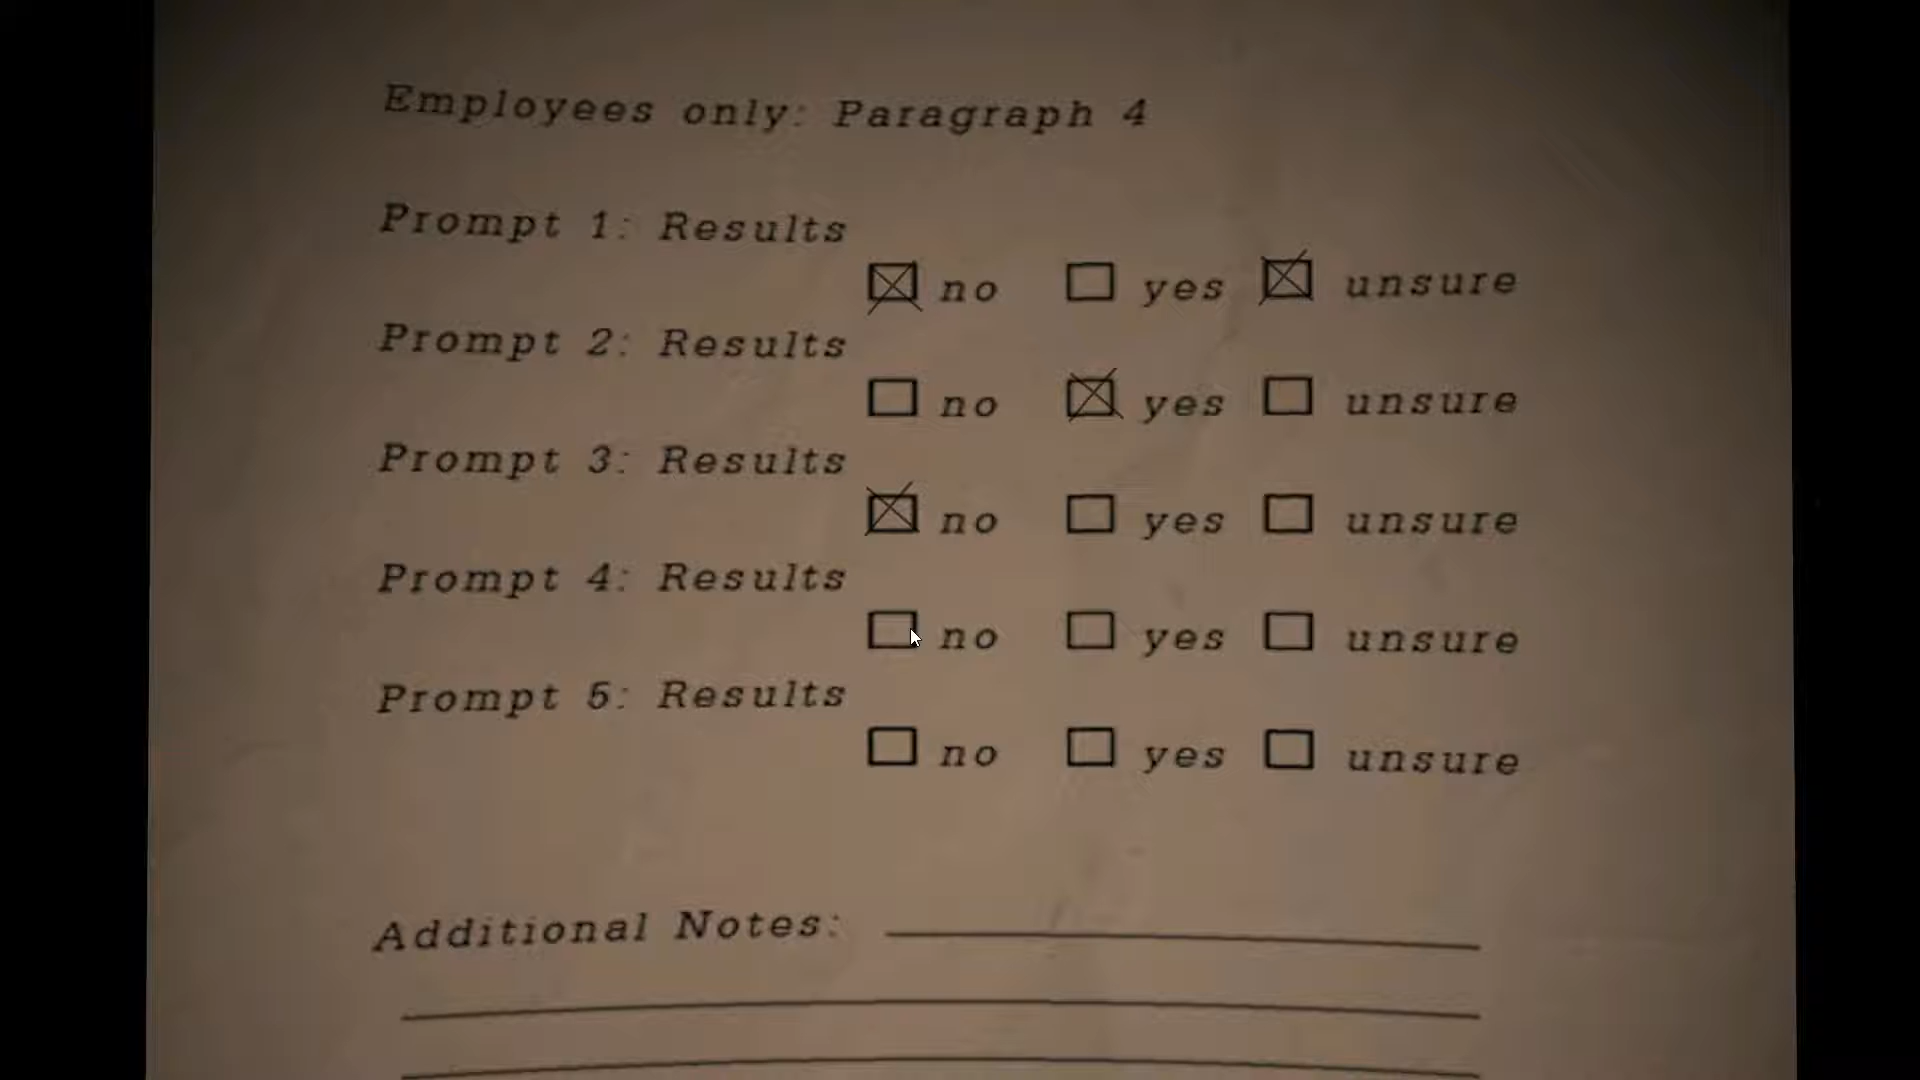 Employees only: Paragraph 4
Prompt 1: Results
no yes unsure
Prompt 2: Results
no yes unsure
Prompt 3: Results
no yes unsure
Prompt 4: Results
no yes unsure
Prompt 5: Results
no yes unsure
Additional Notes: